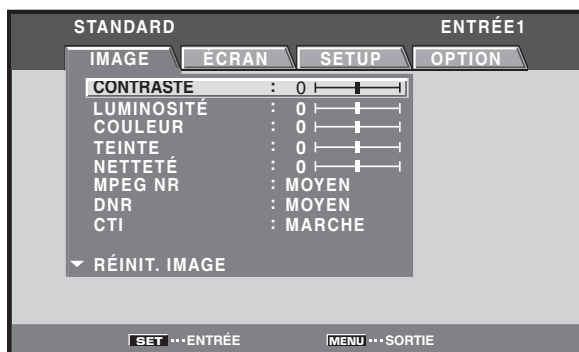 STANDARD ENTRÉE1
IMAGE ÉCRAN SETUP OPTION
CONTRASTE : 0
LUMINOSITÉ : 0
COULEUR : 0
TEINTE : 0
NETTETÉ : 0
MPEG NR : MOYEN
DNR : MOYEN
CTI : MARCHE
RÉINIT. IMAGE
SET ···ENTRÉE MENU ···SORTIE